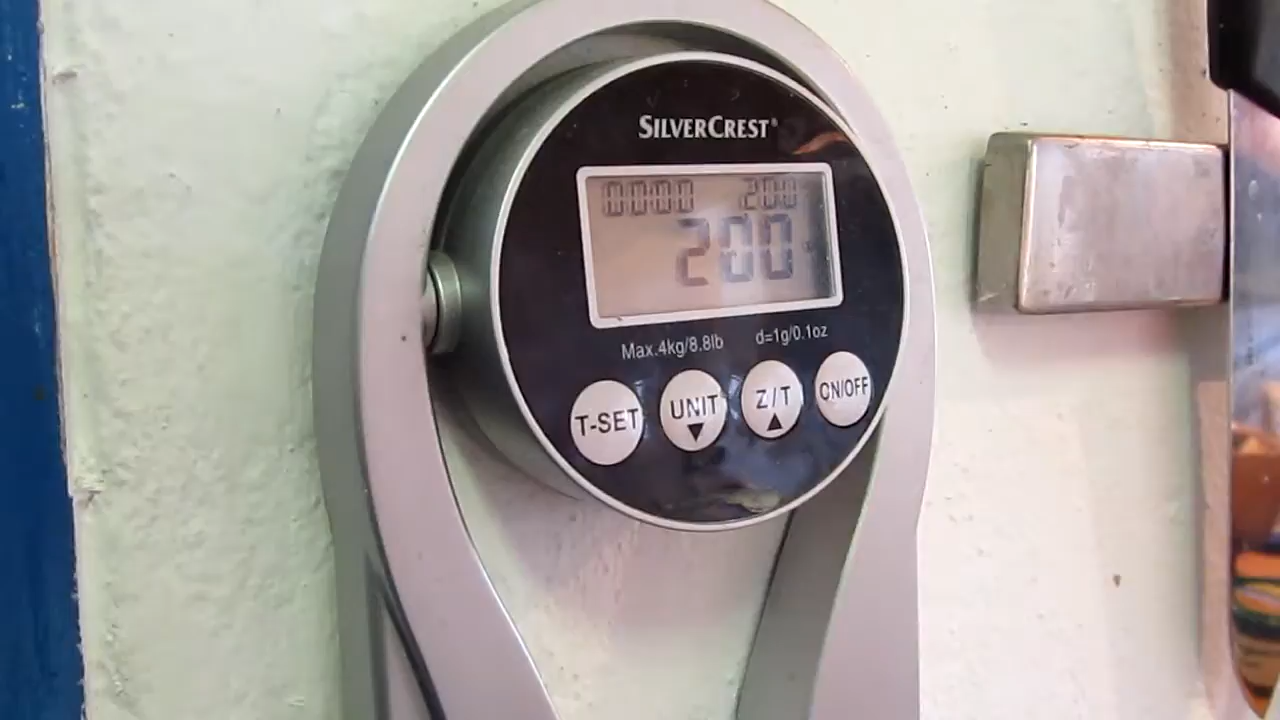 SILVERCREST®
0000 200
200
Max.4kg/8.8lb d=1g/0.1oz
T-SET UNIT▼ Z/T▲ ON/OFF